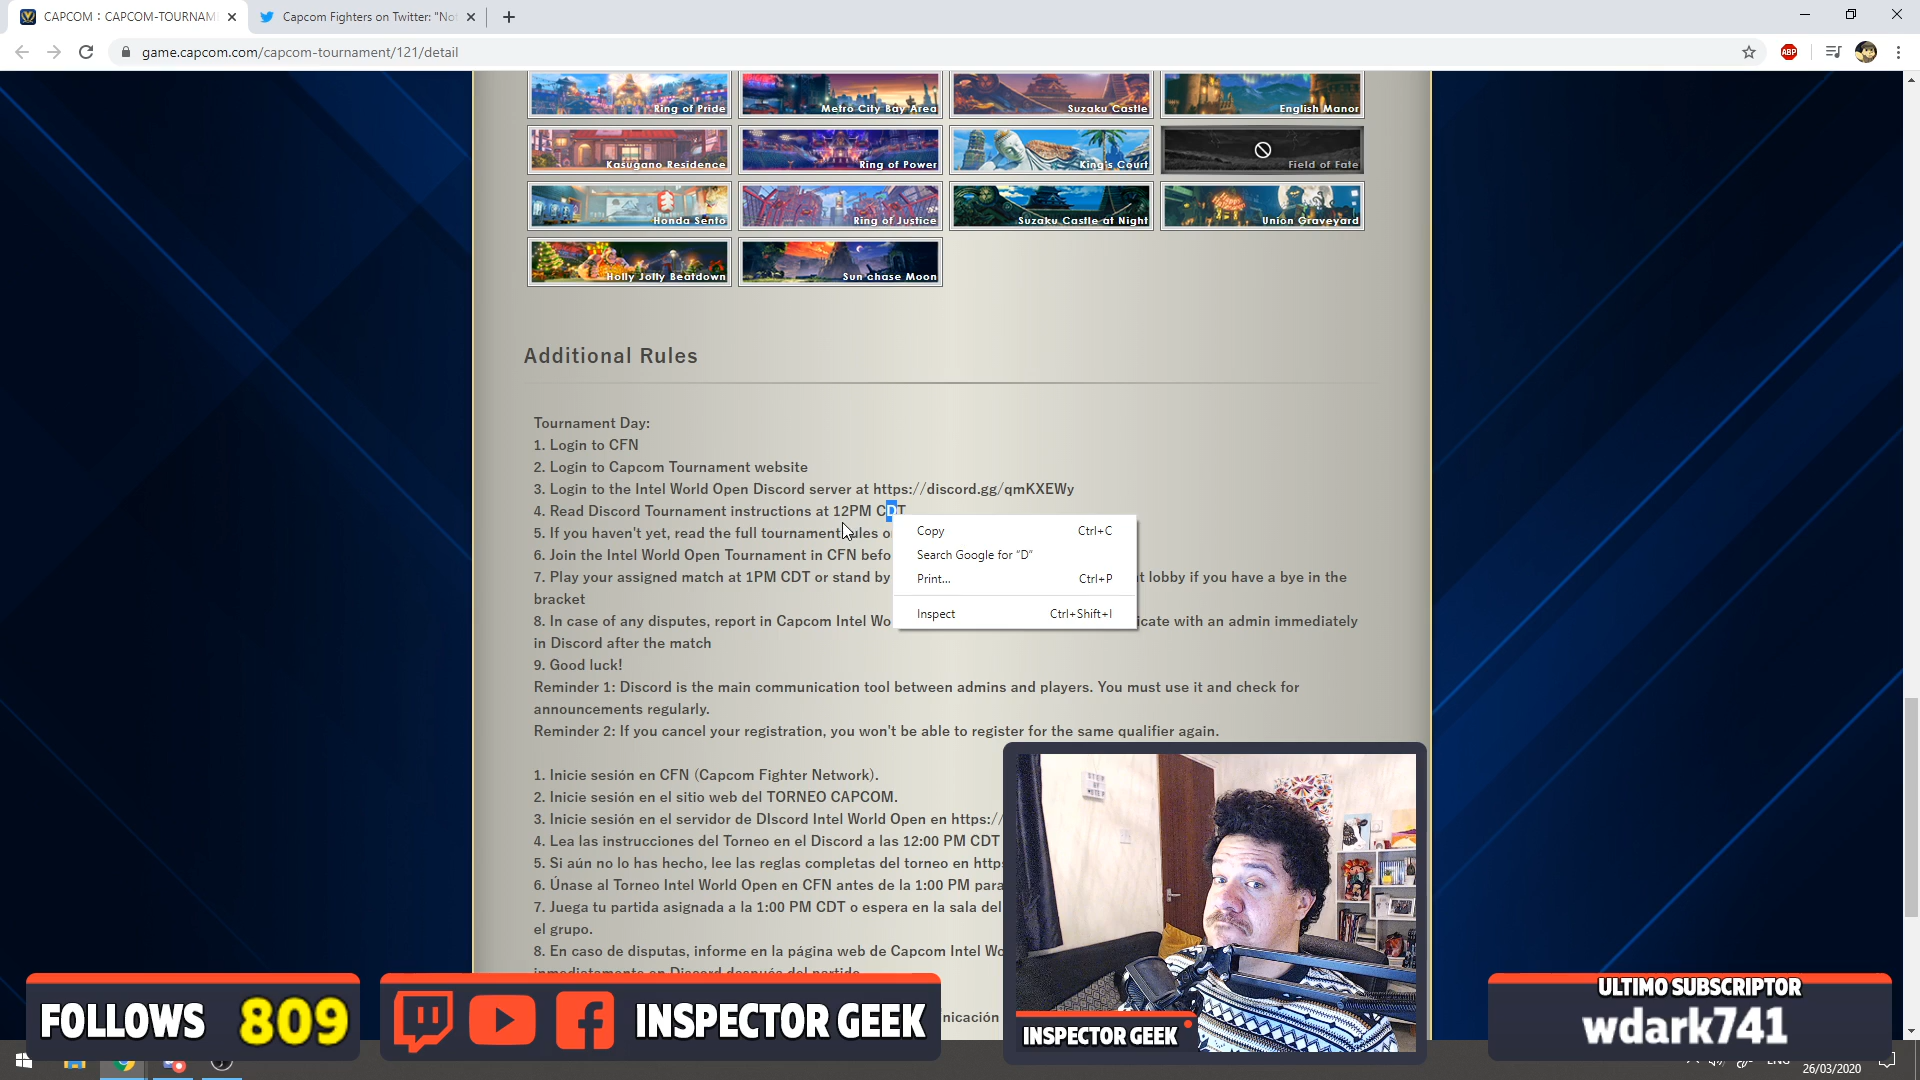 CAPCOM : CAPCOM-TOURNAM
Capcom Fighters on Twitter: "Not
game.capcom.com/capcom-tournament/121/detail
ABP
Ring of Pride
Metro City Bay Area
Suzaku Castle
English Manor
Kasugano Residence
Ring of Power
King's Court
Field of Fate
Honda Sento
Ring of Justice
Suzaku Castle at Night
Union Graveyard
Holly Jolly Beatdown
Sun chase Moon
Additional Rules
Tournament Day:
1. Login to CFN
2. Login to Capcom Tournament website
3. Login to the Intel World Open Discord server at https://discord.gg/qmKXEWy
4. Read Discord Tournament instructions at 12PM CDT
5. If you haven't yet, read the full tournament rules o
6. Join the Intel World Open Tournament in CFN befo
7. Play your assigned match at 1PM CDT or stand by t lobby if you have a bye in the
bracket
8. In case of any disputes, report in Capcom Intel Wo icate with an admin immediately
in Discord after the match
9. Good luck!
Reminder 1: Discord is the main communication tool between admins and players. You must use it and check for
announcements regularly.
Reminder 2: If you cancel your registration, you won't be able to register for the same qualifier again.
Copy Ctrl+C
Search Google for "D"
Print... Ctrl+P
Inspect Ctrl+Shift+I
1. Inicie sesión en CFN (Capcom Fighter Network).
2. Inicie sesión en el sitio web del TORNEO CAPCOM.
3. Inicie sesión en el servidor de DIscord Intel World Open en https://
4. Lea las instrucciones del Torneo en el Discord a las 12:00 PM CDT
5. Si aún no lo has hecho, lee las reglas completas del torneo en http
6. Únase al Torneo Intel World Open en CFN antes de la 1:00 PM para
7. Juega tu partida asignada a la 1:00 PM CDT o espera en la sala del
el grupo.
8. En caso de disputas, informe en la página web de Capcom Intel Wo
inmediatamente en Discord después del partido
nicación
FOLLOWS 809
INSPECTOR GEEK
INSPECTOR GEEK
ULTIMO SUBSCRIPTOR
wdark741
ENG
26/03/2020